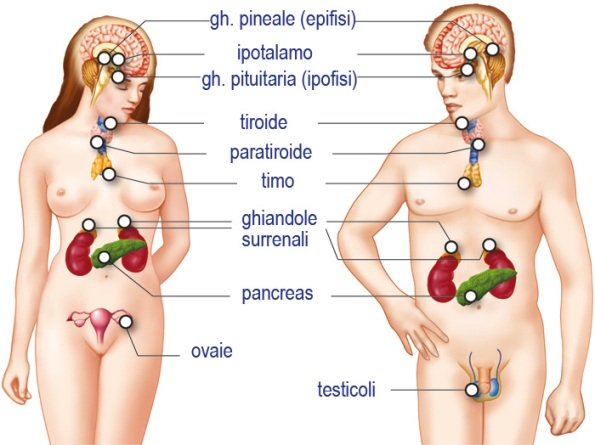 gh. pineale (epifisi)
ipotalamo
gh. pituitaria (ipofisi)
tiroide
paratiroide
timo
ghiandole
surrenali
pancreas
ovaie
testicoli